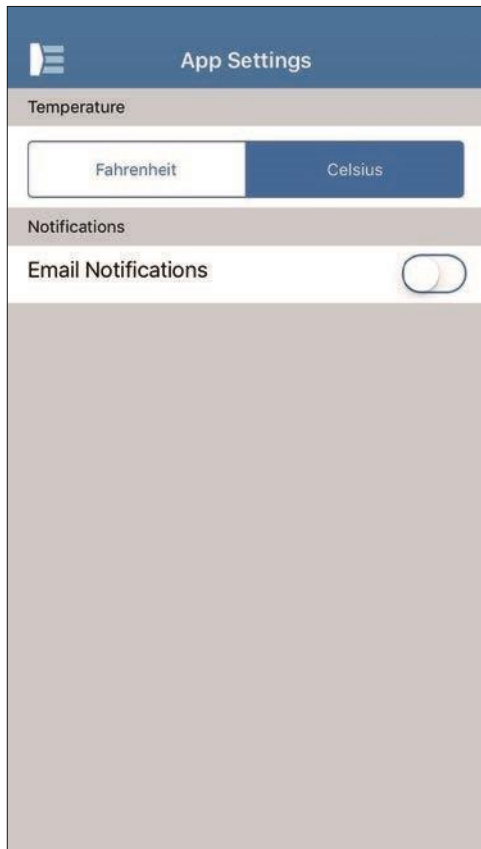 App Settings
Temperature
Fahrenheit Celsius
Notifications
Email Notifications